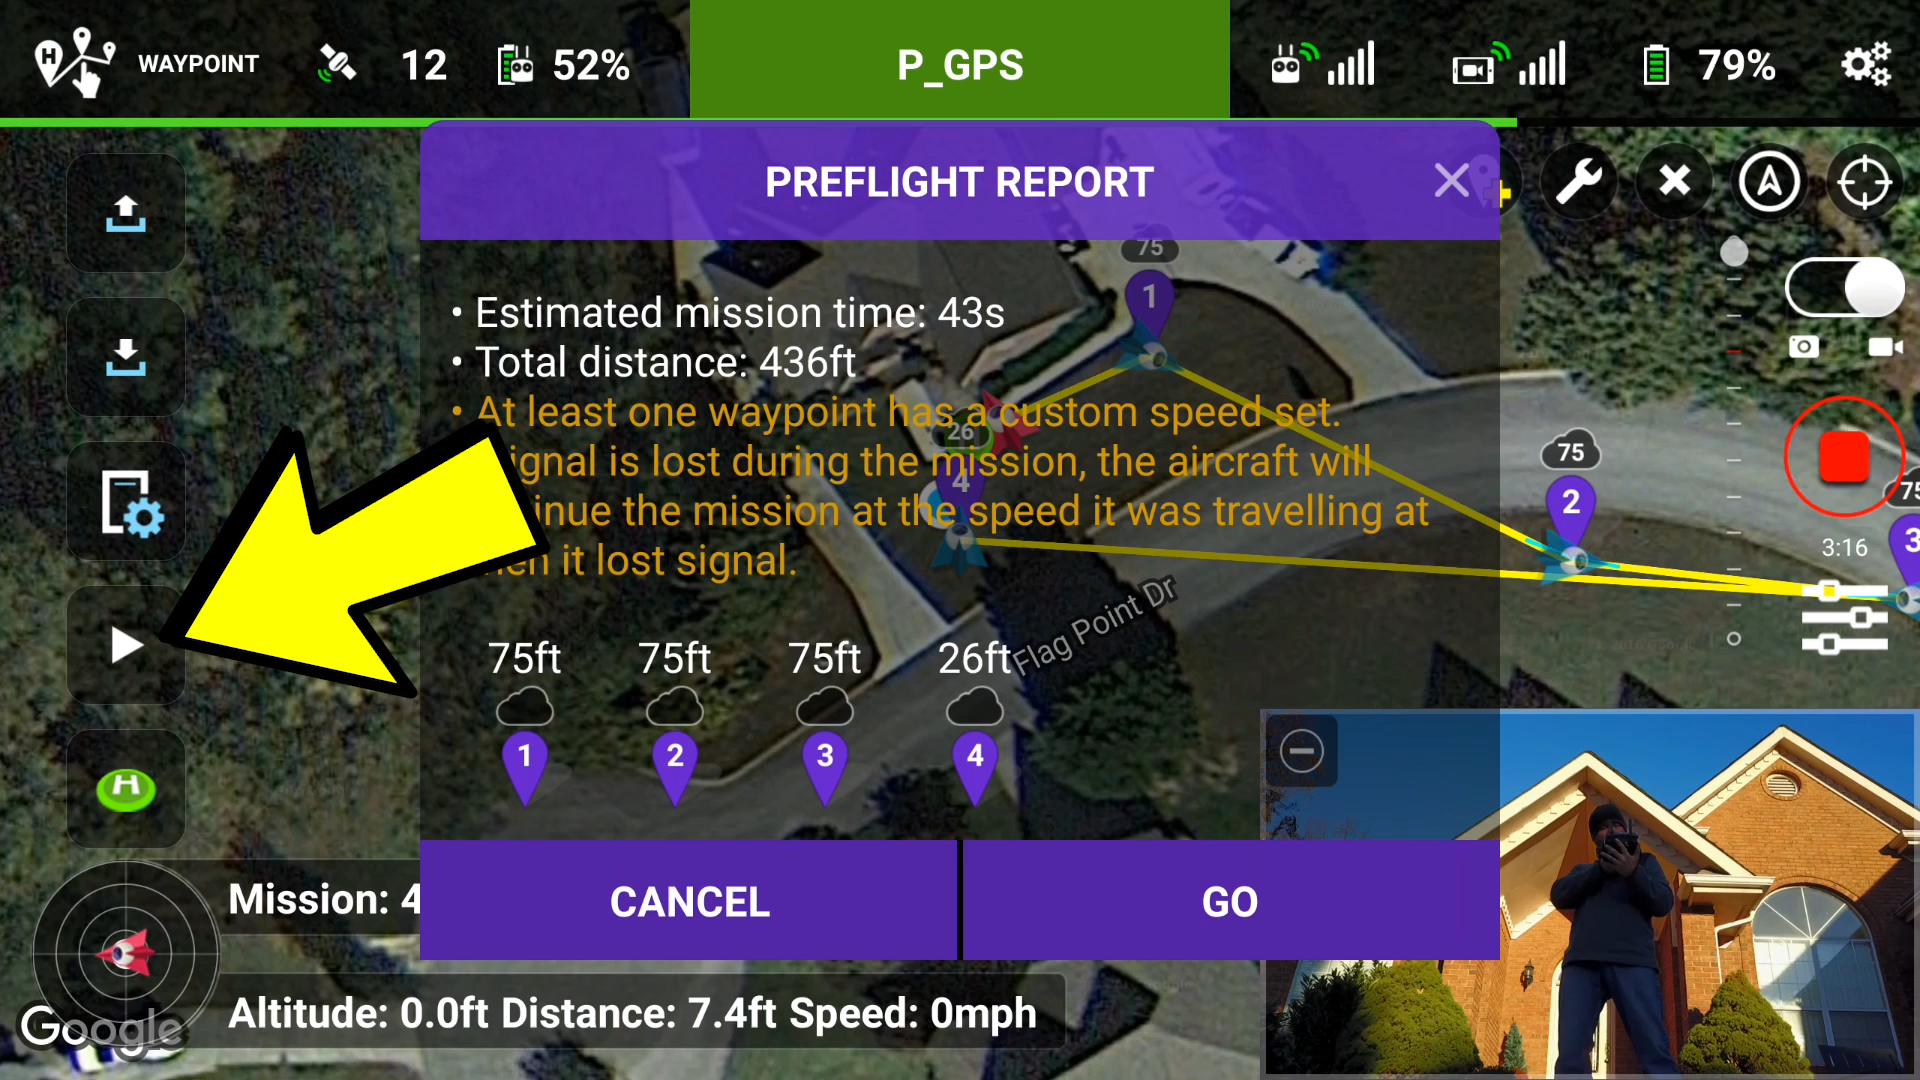 WAYPOINT
12
52%
P_GPS
79%
PREFLIGHT REPORT
75
1
• Estimated mission time: 43s
• Total distance: 436ft
• At least one waypoint has a custom speed set.
ignal is lost during the mission, the aircraft will
inue the mission at the speed it was travelling at
en it lost signal.
26
4
75
2
75
3
3:16
Flag Point Dr
75ft 75ft 75ft 26ft
1 2 3 4
H
CANCEL
GO
Mission: 4
Altitude: 0.0ft Distance: 7.4ft Speed: 0mph
Google